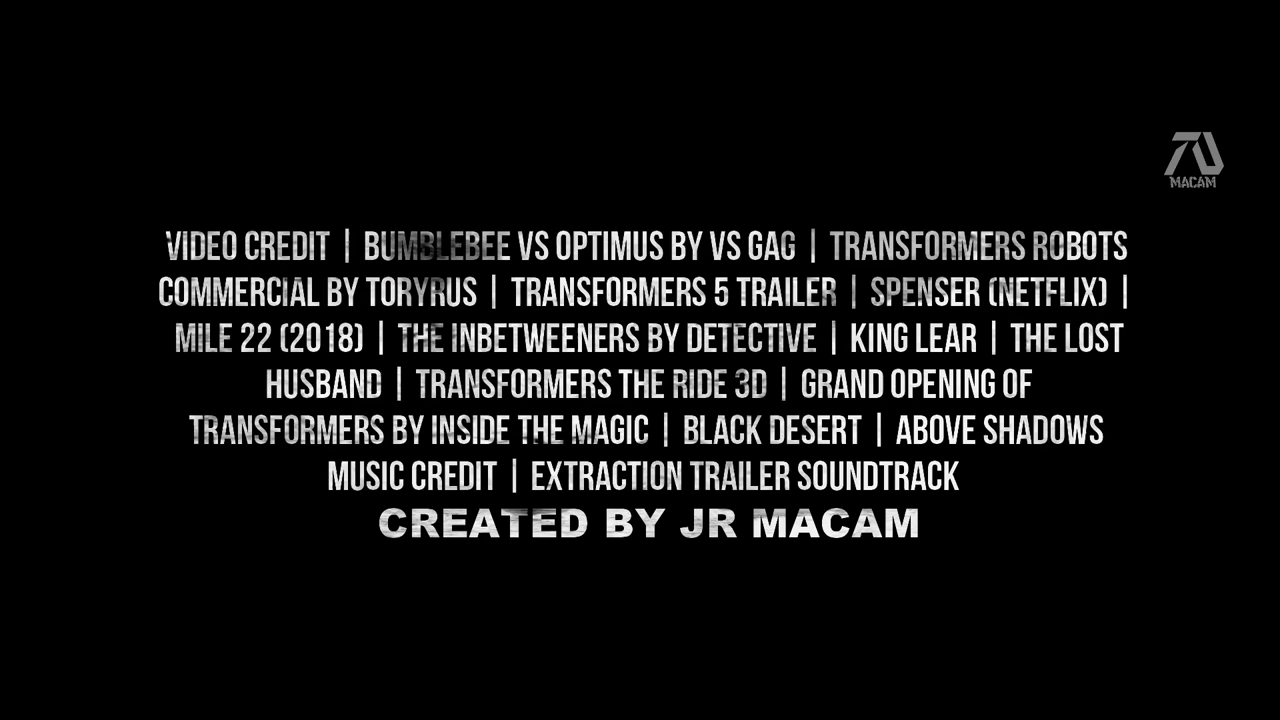 MACAM
VIDEO CREDIT | BUMBLEBEE VS OPTIMUS BY VS GAG | TRANSFORMERS ROBOTS
COMMERCIAL BY TORYRUS | TRANSFORMERS 5 TRAILER | SPENSER (NETFLIX) |
MILE 22 (2018) | THE INBETWEENERS BY DETECTIVE | KING LEAR | THE LOST
HUSBAND | TRANSFORMERS THE RIDE 3D | GRAND OPENING OF
TRANSFORMERS BY INSIDE THE MAGIC | BLACK DESERT | ABOVE SHADOWS
MUSIC CREDIT | EXTRACTION TRAILER SOUNDTRACK
CREATED BY JR MACAM